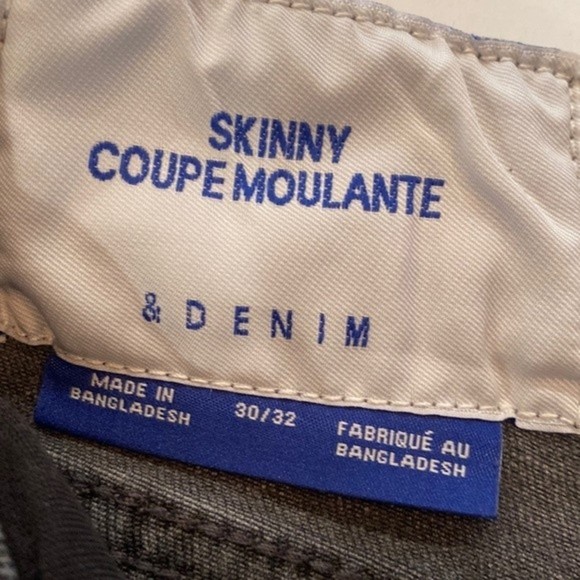 SKINNY
COUPE MOULANTE
& DENIM
MADE IN
BANGLADESH
30/32
FABRIQUÉ AU
BANGLADESH